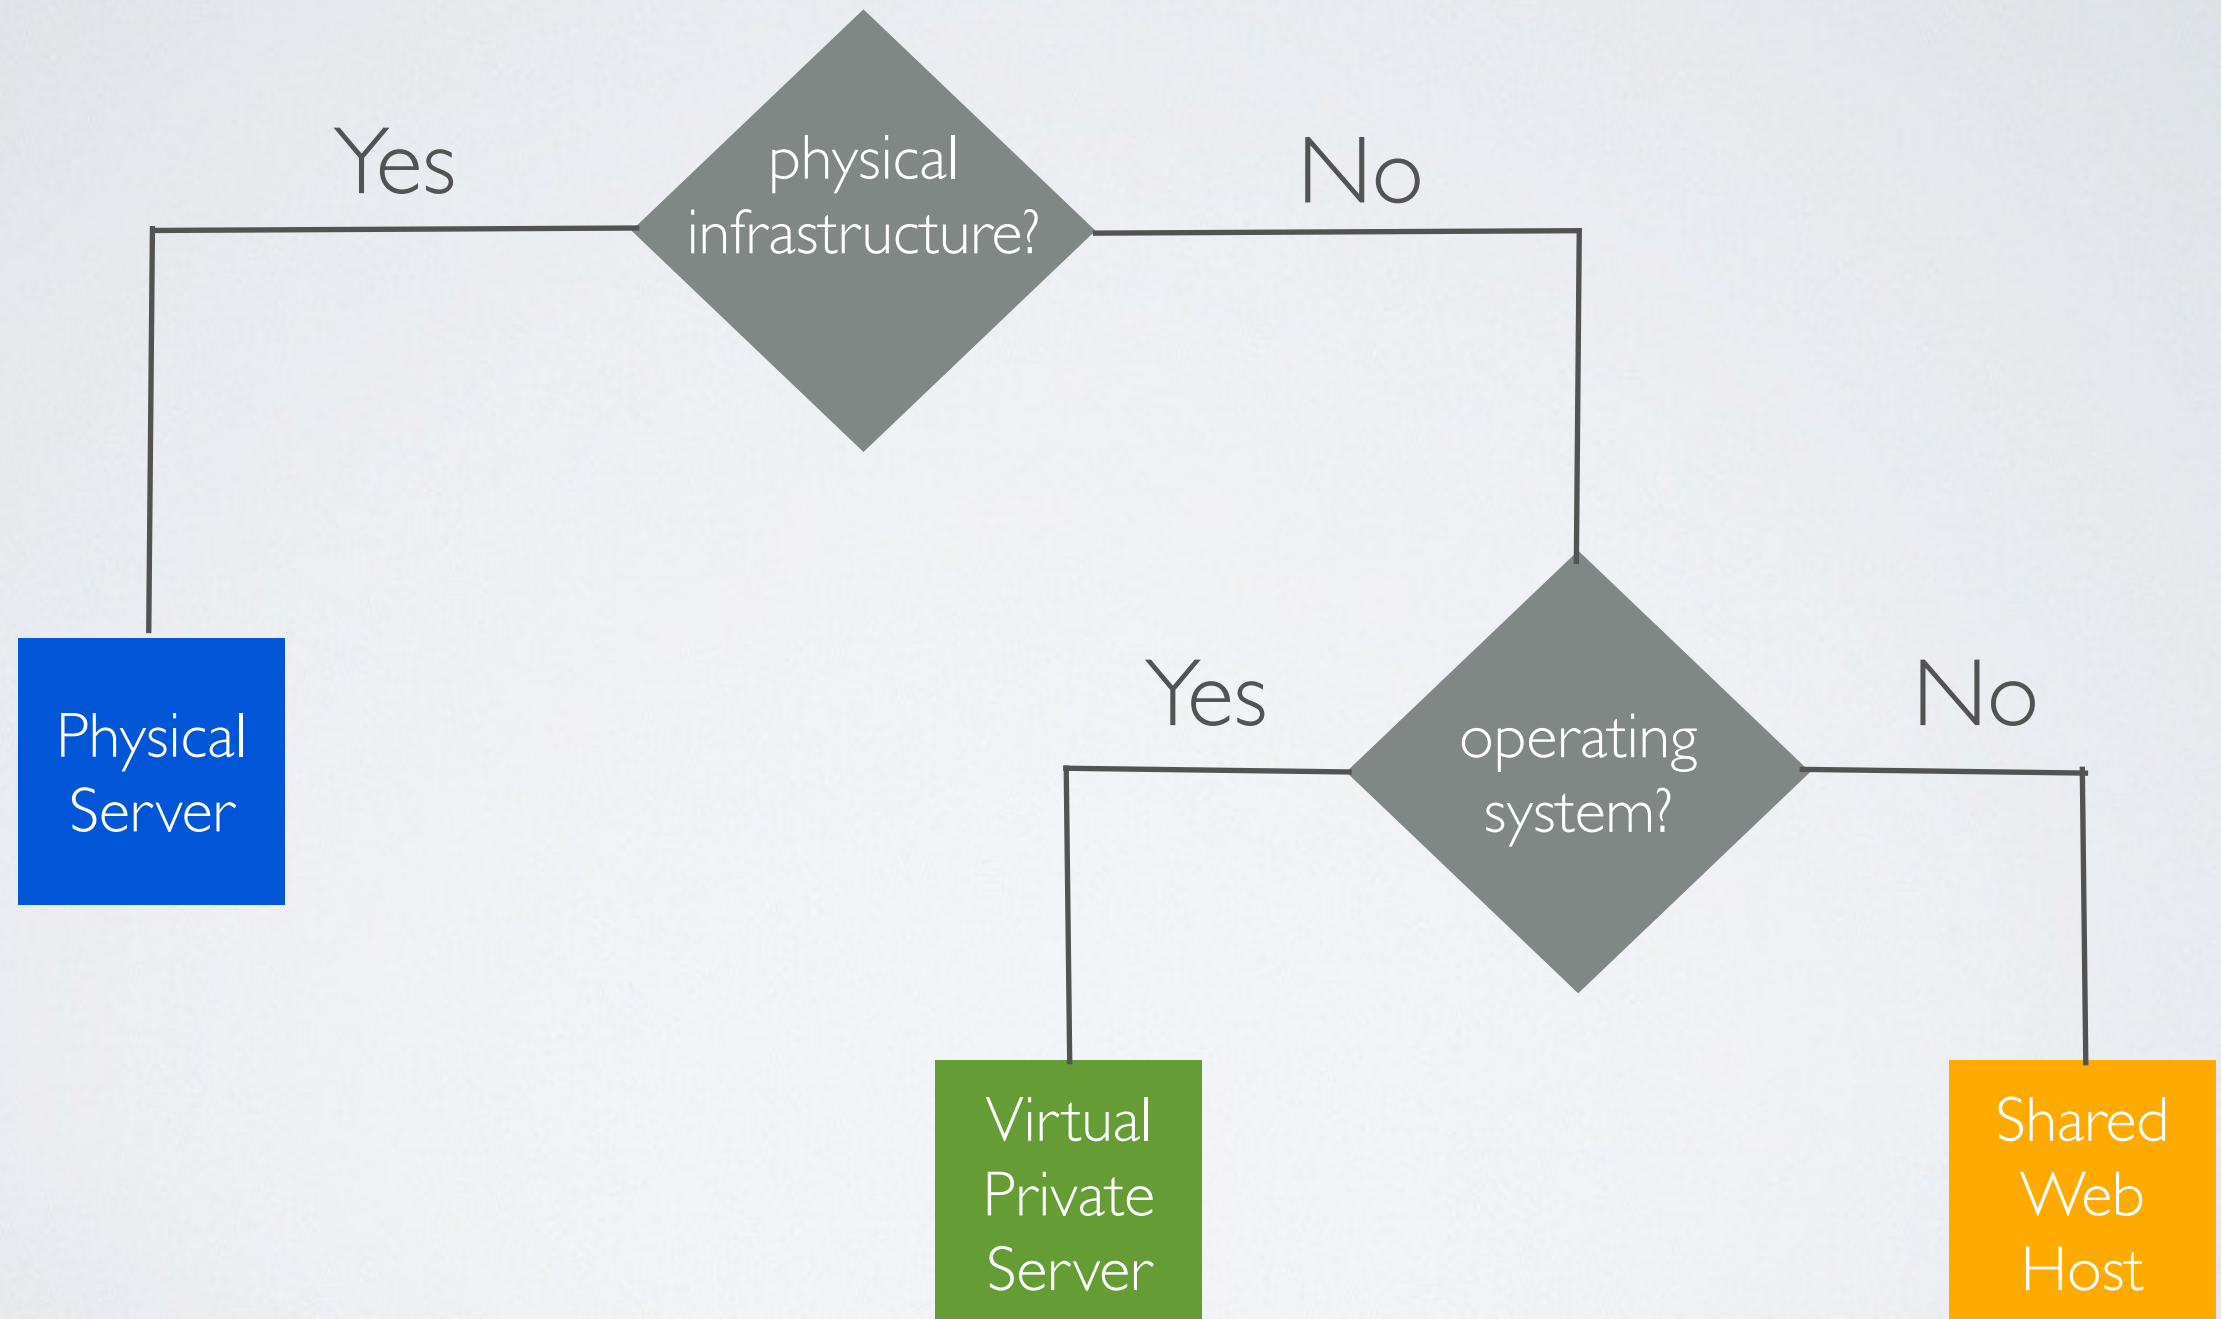 Yes
physical
infrastructure?
No
Physical
Server
Yes
operating
system?
No
Virtual
Private
Server
Shared
Web
Host